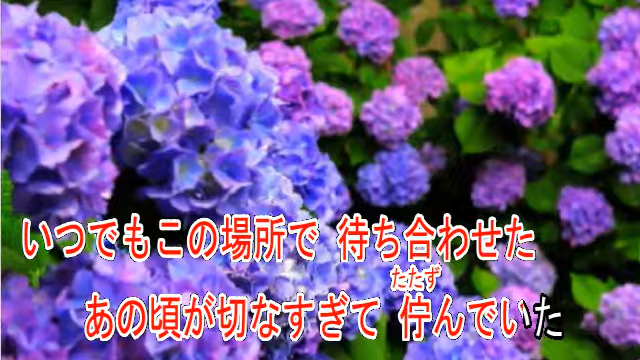 いつでもこの場所で 待ち合わせた
たたず
あの頃が切なすぎて 佇んでいた